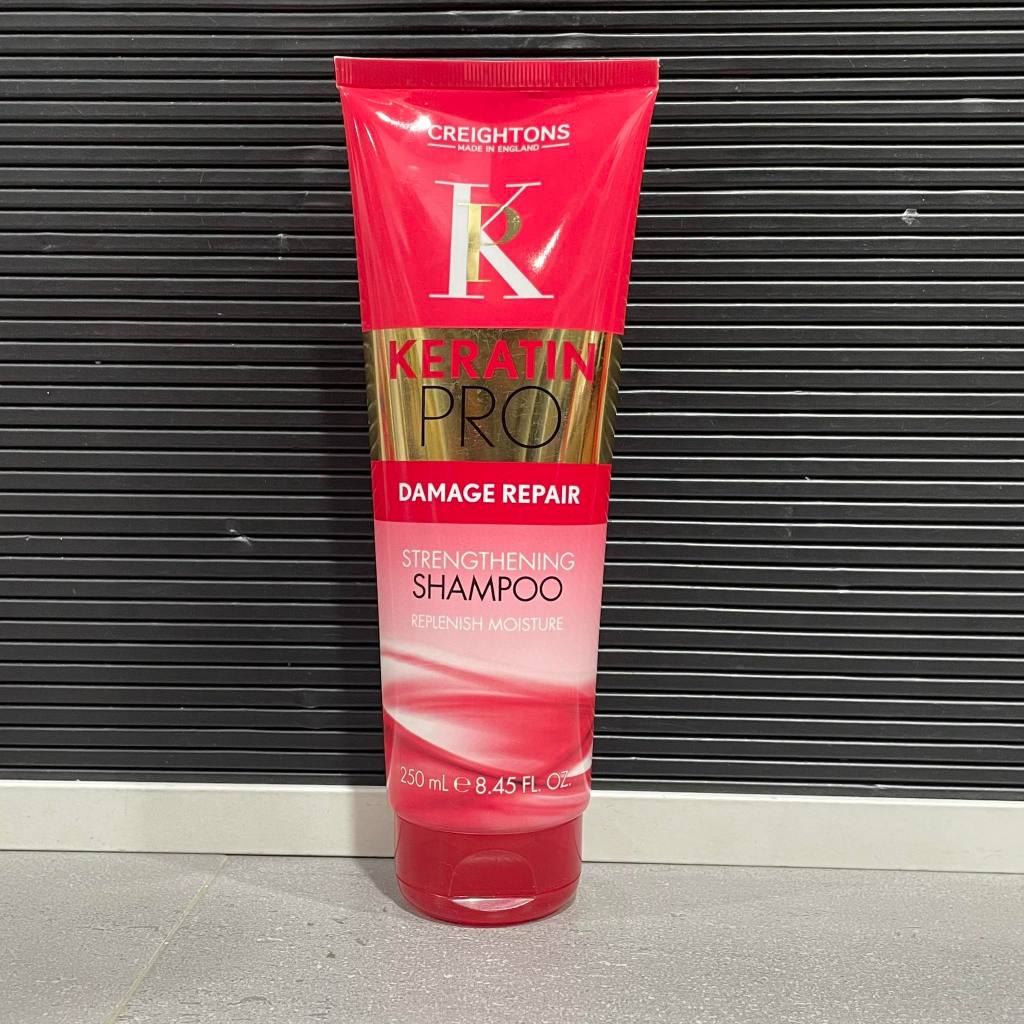 CREIGHTONS
MADE IN ENGLAND
KP
KERATIN
PRO
DAMAGE REPAIR
STRENGTHENING
SHAMPOO
REPLENISH MOISTURE
250 mL ℮ 8.45 FL. OZ.